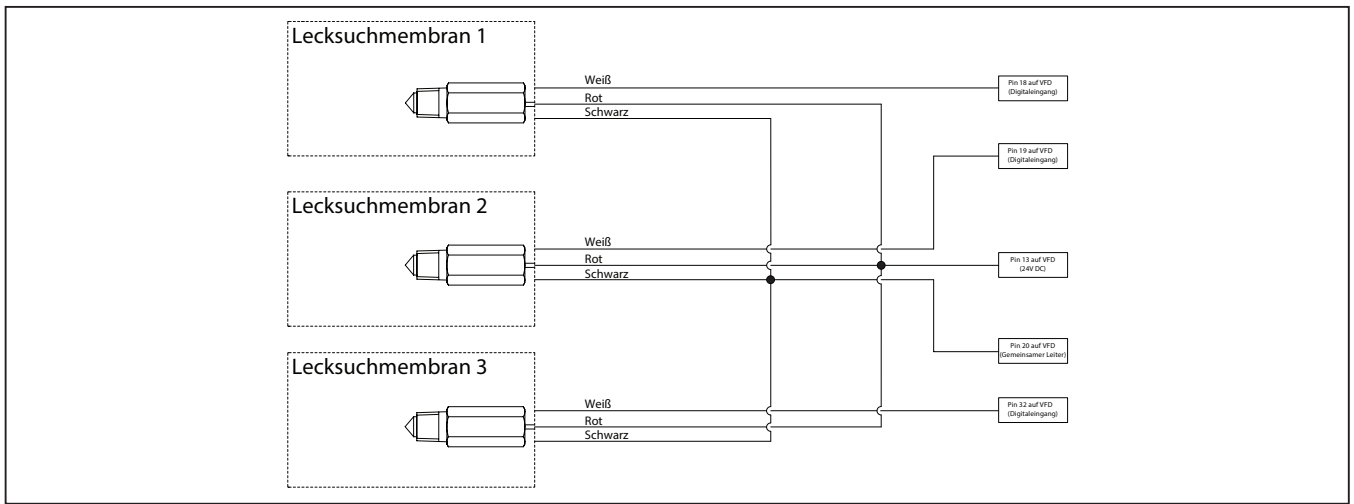 Lecksuchmembran 1
Weiß
Rot
Schwarz
Pin 18 auf VFD
(Digitaleingang)
Pin 19 auf VFD
(Digitaleingang)
Lecksuchmembran 2
Weiß
Rot
Schwarz
Pin 13 auf VFD
(24V DC)
Pin 20 auf VFD
(Gemeinsamer Leiter)
Lecksuchmembran 3
Weiß
Rot
Schwarz
Pin 32 auf VFD
(Digitaleingang)